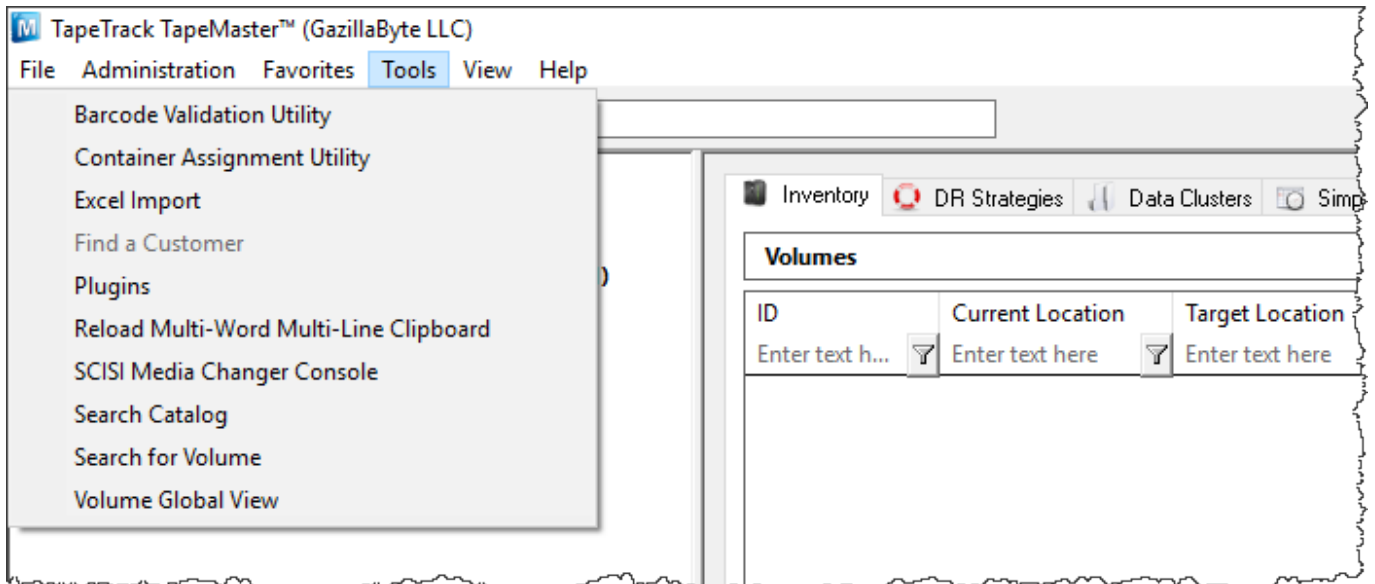 TapeTrack TapeMaster™ (GazillaByte LLC)
File Administration Favorites Tools View Help
Barcode Validation Utility
Container Assignment Utility
Excel Import
Find a Customer
Plugins
Reload Multi-Word Multi-Line Clipboard
SCISI Media Changer Console
Search Catalog
Search for Volume
Volume Global View
)
Inventory DR Strategies Data Clusters
Volumes
ID Current Location Target Location
Enter text h... Enter text here Enter text here